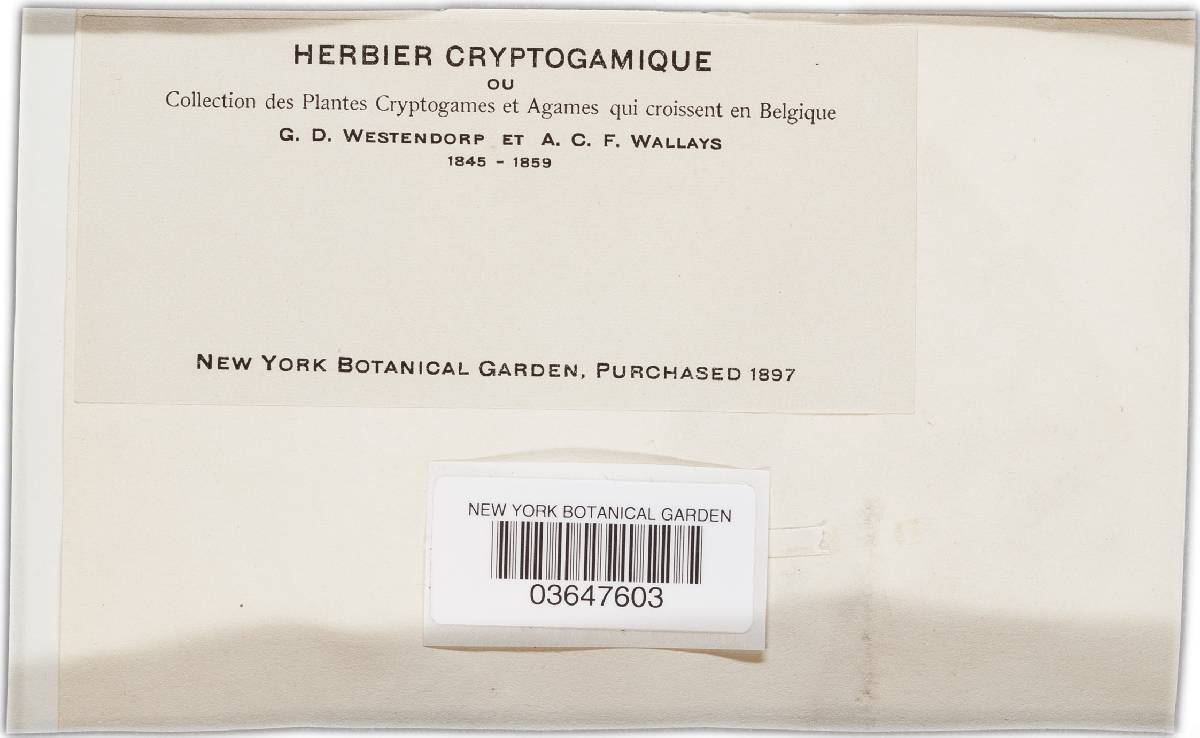 HERBIER CRYPTOGAMIQUE
OU
Collection des Plantes Cryptogames et Agames qui croissent en Belgique
G. D. WESTENDORP ET A. C. F. WALLAYS
1845 - 1859
NEW YORK BOTANICAL GARDEN, PURCHASED 1897
NEW YORK BOTANICAL GARDEN
03647603